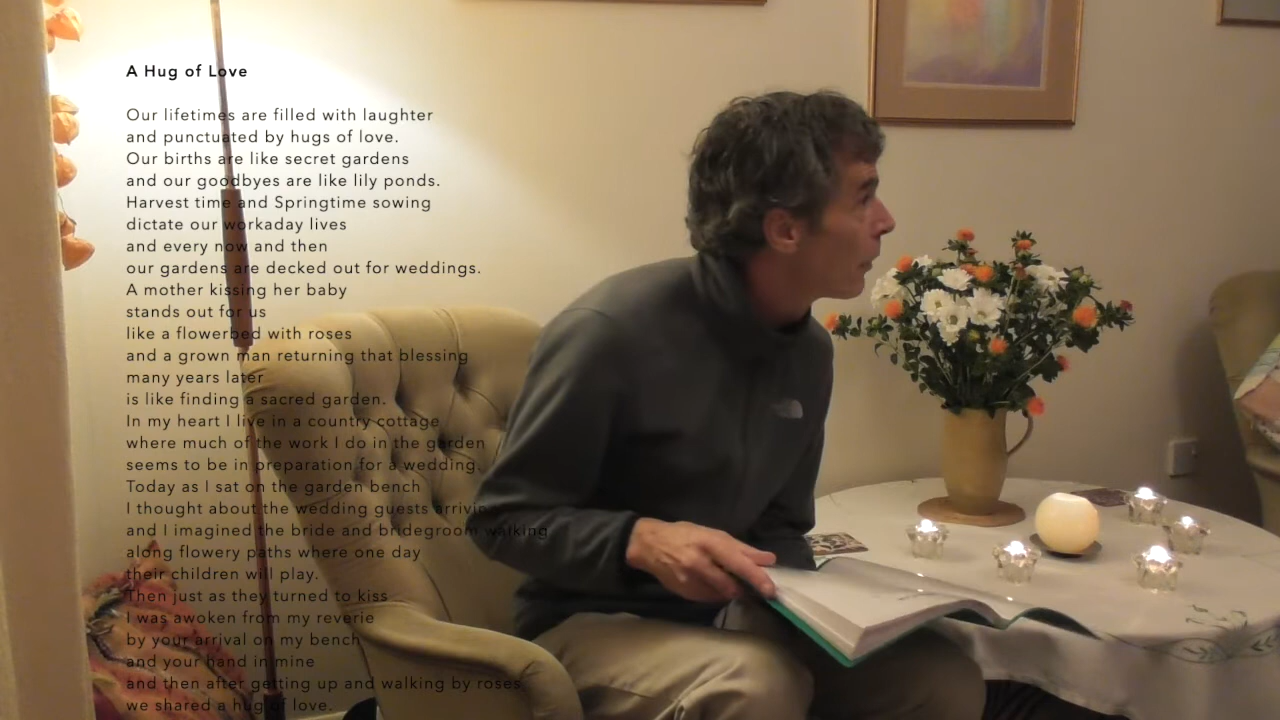 A Hug of Love
Our lifetimes are filled with laughter
and punctuated by hugs of love.
Our births are like secret gardens
and our goodbyes are like lily ponds.
Harvest time and Springtime sowing
dictate our workaday lives
and every now and then
our gardens are decked out for weddings.
A mother kissing her baby
stands out for us
like a flowerbed with roses
and a grown man returning that blessing
many years later
is like finding a sacred garden.
In my heart I live in a country cottage
where much of the work I do in the garden
seems to be in preparation for a wedding.
Today as I sat on the garden bench
I thought about the wedding guests arriving
and I imagined the bride and bridegroom walking
along flowery paths where one day
their children will play.
Then just as they turned to kiss
I was awoken from my reverie
by your arrival on my bench
and your hand in mine
and then after getting up and walking by roses
we shared a hug of love.